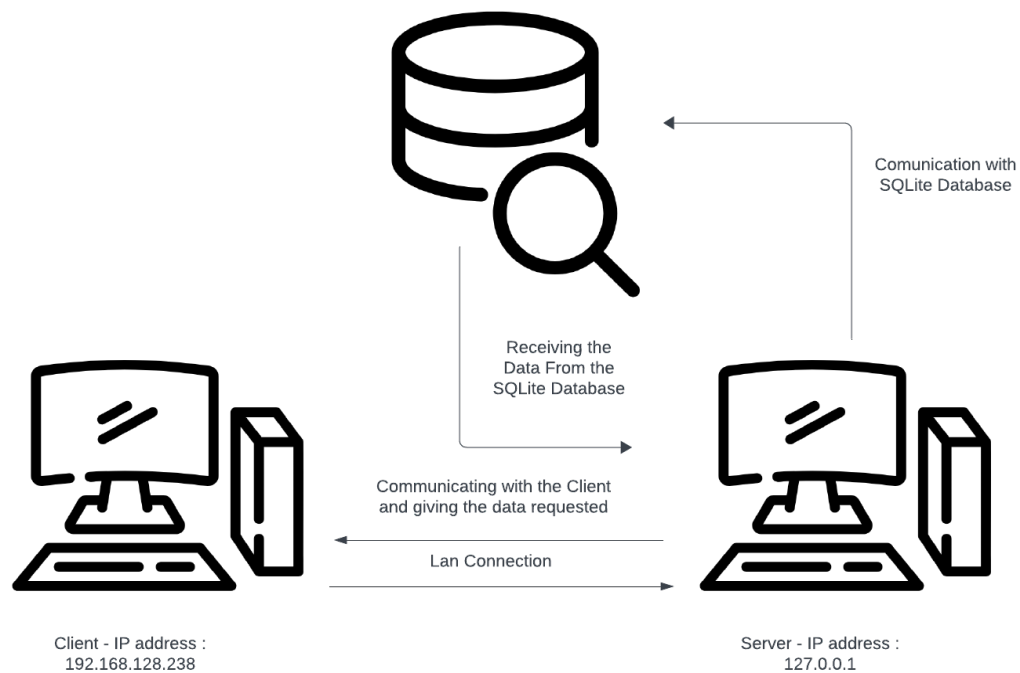 Comunication with
SQLite Database
Receiving the
Data From the
SQLite Database
Communicating with the Client
and giving the data requested
Lan Connection
Client - IP address :
192.168.128.238
Server - IP address :
127.0.0.1